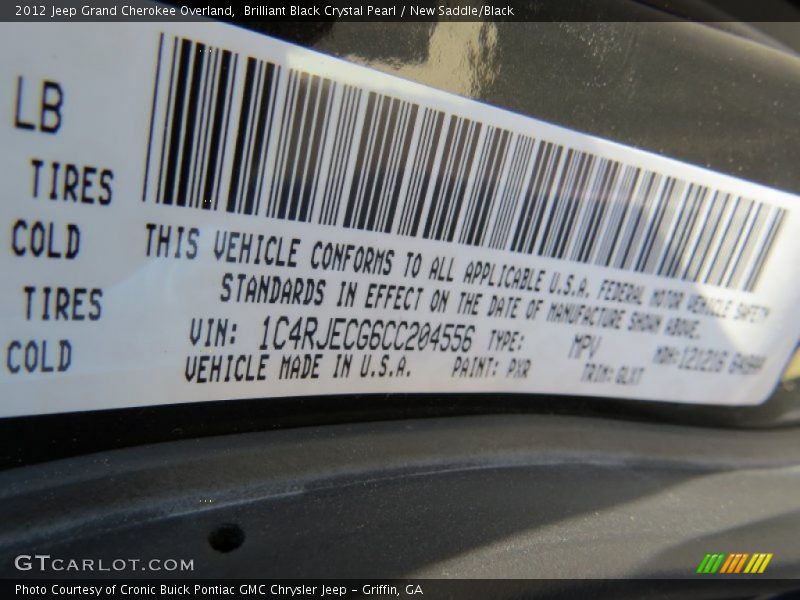 2012 Jeep Grand Cherokee Overland, Brilliant Black Crystal Pearl / New Saddle/Black
LB
TIRES
COLD
TIRES
COLD
THIS VEHICLE CONFORMS TO ALL APPLICABLE U.S.A. FEDERAL MOTOR VEHICLE SAFETY
STANDARDS IN EFFECT ON THE DATE OF MANUFACTURE SHOWN ABOVE.
VIN: 1C4RJECG6CC204556 TYPE: MPV
VEHICLE MADE IN U.S.A. PAINT: PXR TRIM: MDH: 121216
GTCARLOT.COM
Photo Courtesy of Cronic Buick Pontiac GMC Chrysler Jeep - Griffin, GA